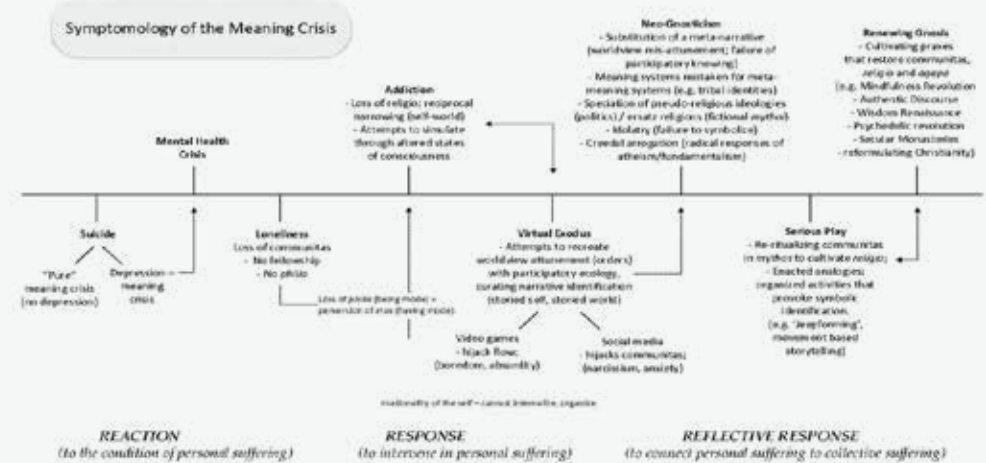 Symptomology of the Meaning Crisis
Mental Health
Crisis
Addiction
- Loss of religio; reciprocal
narrowing (self-world)
- Attempts to simulate
through altered states
of consciousness
Neo-Gnosticism
- Substitution of a meta-narrative
(worldview mis-attunement; failure of
participatory knowing)
- Meaning systems mistaken for meta-
meaning systems (e.g. tribal identities)
- Speciation of pseudo-religious ideologies
(politics) / ersatz religions (fictional mythos)
- Idolatry (failure to symbolize)
- Creedal arrogation (radical responses of
atheism/fundamentalism)
Renewing Gnosis
- Cultivating praxes
that restore communitas,
religio and agape
(e.g. Mindfulness Revolution
- Authentic Discourse
- Wisdom Renaissance
- Psychedelic revolution
- Secular Monasteries
- reformulating Christianity)
Suicide
"Pure"
meaning crisis
(no depression)
Depression –
meaning
crisis
Loneliness
Loss of communitas
- No fellowship
- No philia
Loss of (being mode) =
perversion of (having mode)
Virtual Exodus
- Attempts to recreate
worldview attunement (orders)
with participatory ecology,
curating narrative identification
(storied self, storied world)
Video games
- hijack flow;
(boredom, absurdity)
Social media
- hijacks communitas;
(narcissism, anxiety)
Serious Play
- Re-ritualizing communitas
in mythos to cultivate religio;
- Enacted analogies;
organized activities that
provoke symbolic
identification.
(e.g. 'Jeepforming',
movement based
storytelling)
of the self – cannot internalize, organize
REACTION
(to the condition of personal suffering)
RESPONSE
(to intervene in personal suffering)
REFLECTIVE RESPONSE
(to connect personal suffering to collective suffering)